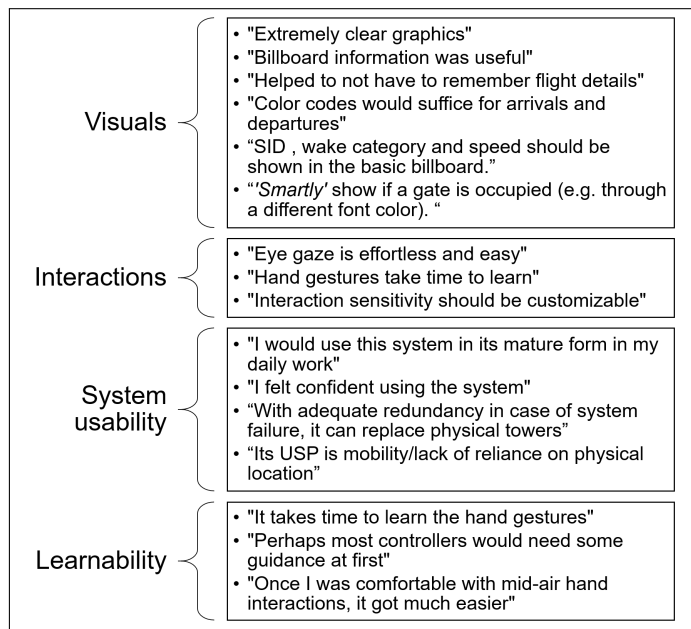 Visuals
• "Extremely clear graphics"
• "Billboard information was useful"
• "Helped to not have to remember flight details"
• "Color codes would suffice for arrivals and
departures"
• “SID , wake category and speed should be
shown in the basic billboard.”
• “'Smartly' show if a gate is occupied (e.g. through
a different font color). “
Interactions
• "Eye gaze is effortless and easy"
• "Hand gestures take time to learn"
• "Interaction sensitivity should be customizable"
System
usability
• "I would use this system in its mature form in my
daily work"
• "I felt confident using the system"
• “With adequate redundancy in case of system
failure, it can replace physical towers”
• “Its USP is mobility/lack of reliance on physical
location”
Learnability
• "It takes time to learn the hand gestures"
• "Perhaps most controllers would need some
guidance at first"
• "Once I was comfortable with mid-air hand
interactions, it got much easier"